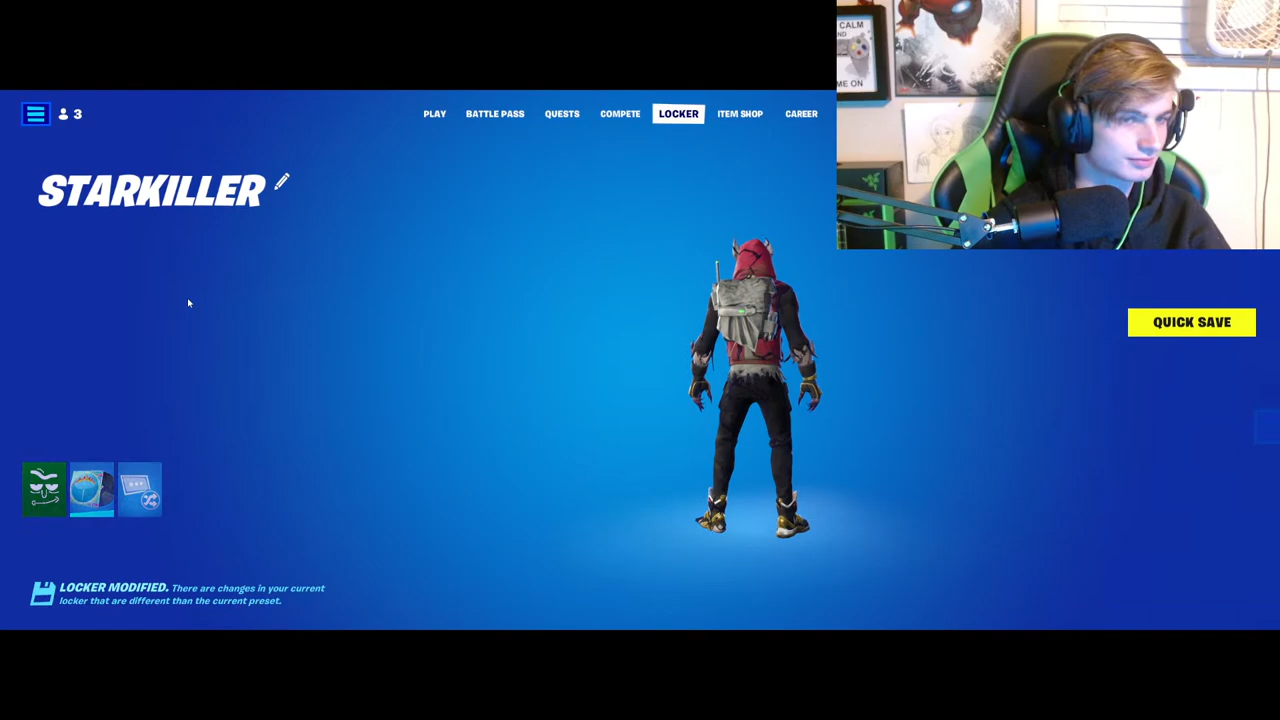 CALM
AND
ME ON
3
PLAY
BATTLE PASS
QUESTS
COMPETE
LOCKER
ITEM SHOP
CAREER
STARKILLER
QUICK SAVE
LOCKER MODIFIED. There are changes in your current
locker that are different than the current preset.